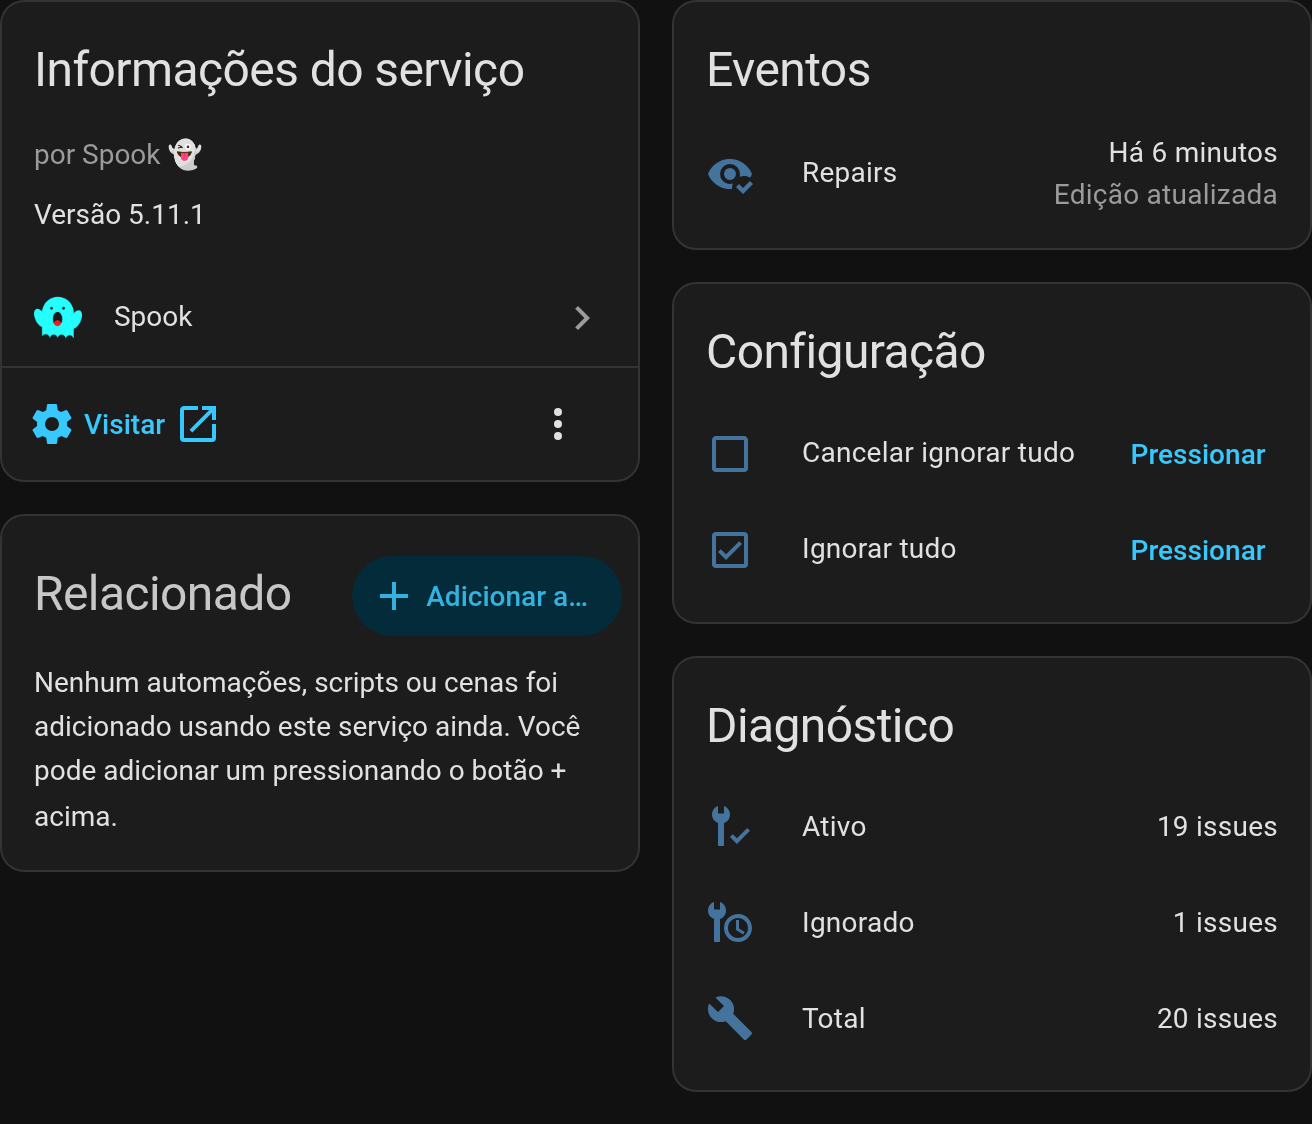 Informações do serviço
por Spook 👻
Versão 5.11.1
Spook
Visitar
Relacionado
Adicionar a...
Nenhum automações, scripts ou cenas foi
adicionado usando este serviço ainda. Você
pode adicionar um pressionando o botão +
acima.
Eventos
Repairs
Há 6 minutos
Edição atualizada
Configuração
Cancelar ignorar tudo
Pressionar
Ignorar tudo
Pressionar
Diagnóstico
Ativo
19 issues
Ignorado
1 issues
Total
20 issues